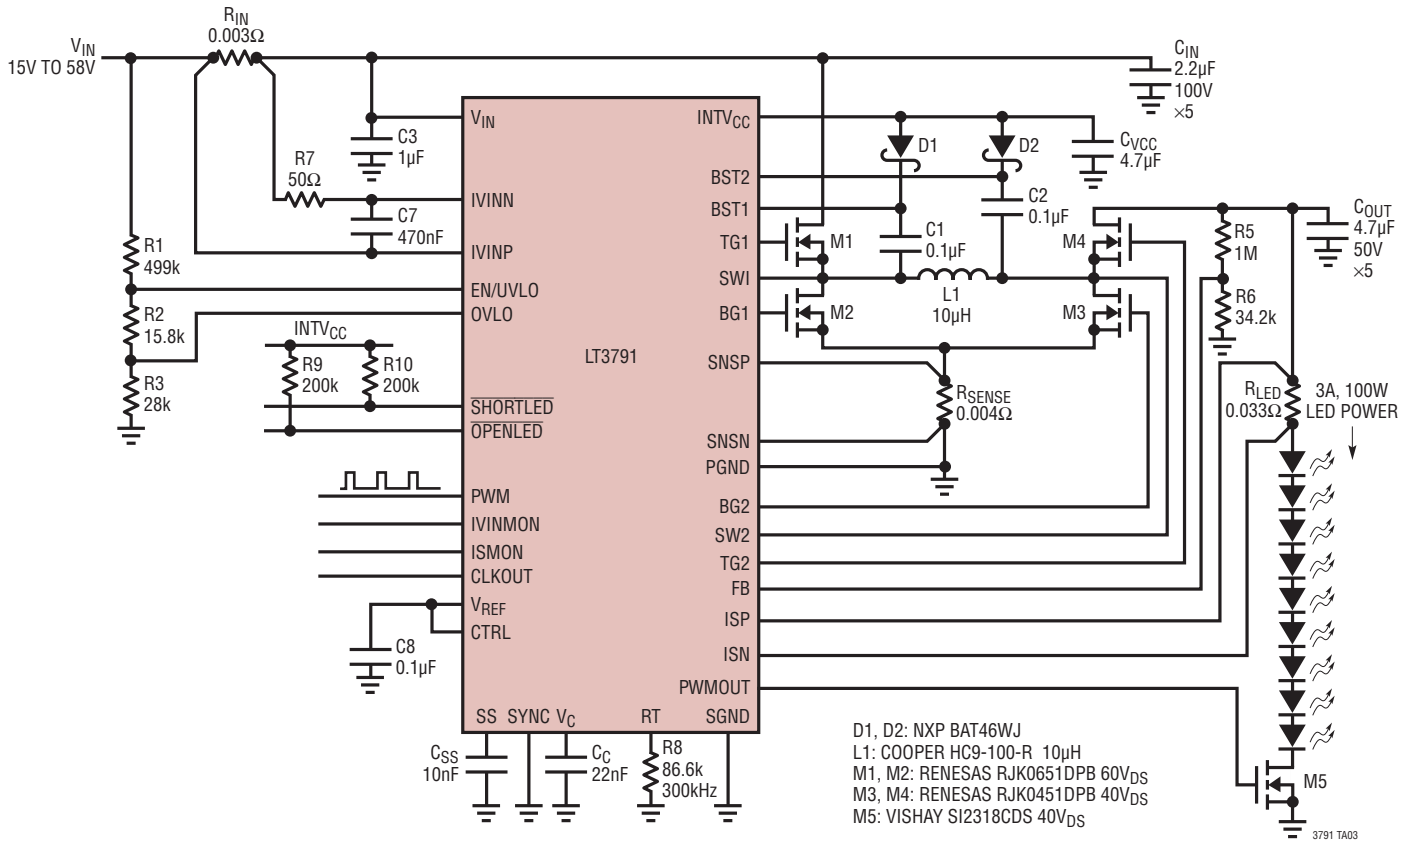 RIN
0.003Ω
VIN
15V TO 58V
CIN
2.2µF
100V
×5
VIN
C3
1µF
R7
50Ω
IVINN
C7
470nF
IVINP
R1
499k
EN/UVLO
OVLO
R2
15.8k
INTVCC
R9
200k
R10
200k
R3
28k
SHORTLED
OPENLED
PWM
IVINMON
ISMON
CLKOUT
VREF
CTRL
C8
0.1µF
LT3791
SS
SYNC
VC
RT
SGND
CSS
10nF
CC
22nF
R8
86.6k
300kHz
INTVCC
D1
D2
CVCC
4.7µF
BST2
BST1
C2
0.1µF
TG1
M1
C1
0.1µF
M4
R5
1M
COUT
4.7µF
50V
×5
SWI
L1
10µH
BG1
M2
M3
R6
34.2k
SNSP
RSENSE
0.004Ω
RLED
0.033Ω
3A, 100W
LED POWER
SNSN
PGND
BG2
SW2
TG2
FB
ISP
ISN
PWMOUT
M5
D1, D2: NXP BAT46WJ
L1: COOPER HC9-100-R 10µH
M1, M2: RENESAS RJK0651DPB 60VDS
M3, M4: RENESAS RJK0451DPB 40VDS
M5: VISHAY SI2318CDS 40VDS
3791 TA03